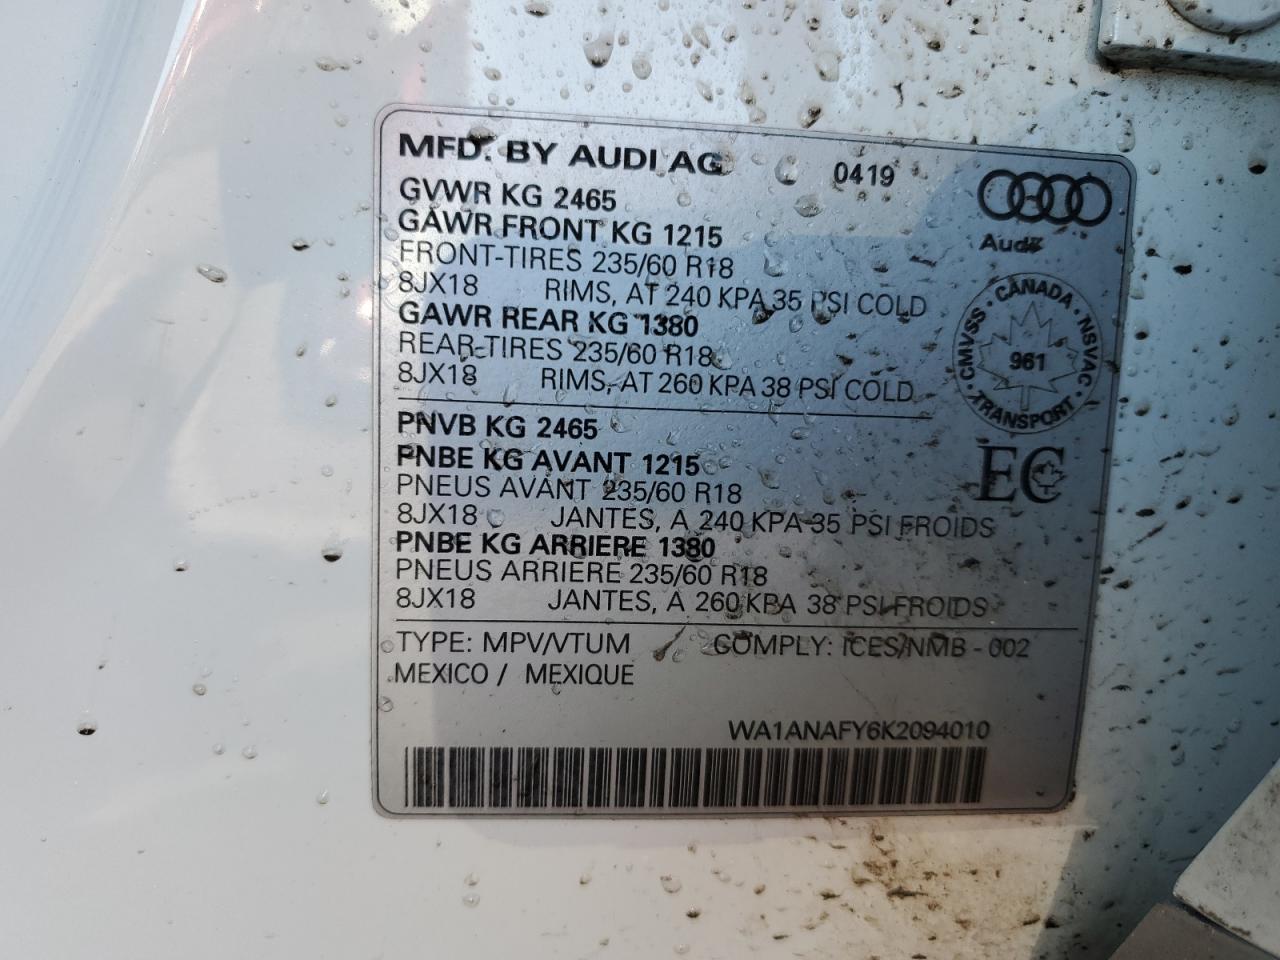 MFD. BY AUDI AG 0419
GVWR KG 2465
GAWR FRONT KG 1215
FRONT-TIRES 235/60 R18
8JX18 RIMS, AT 240 KPA 35 PSI COLD
GAWR REAR KG 1380
REAR-TIRES 235/60 R18
8JX18 RIMS, AT 260 KPA 38 PSI COLD
Audi
CANADA · NSVAC · TRANSPORT · CMVSS ·
961
EC
PNVB KG 2465
PNBE KG AVANT 1215
PNEUS AVANT 235/60 R18
8JX18 JANTES, A 240 KPA 35 PSI FROIDS
PNBE KG ARRIERE 1380
PNEUS ARRIERE 235/60 R18
8JX18 JANTES, A 260 KPA 38 PSI FROIDS
TYPE: MPV/VTUM COMPLY: ICES/NMB - 002
MEXICO / MEXIQUE
WA1ANAFY6K2094010